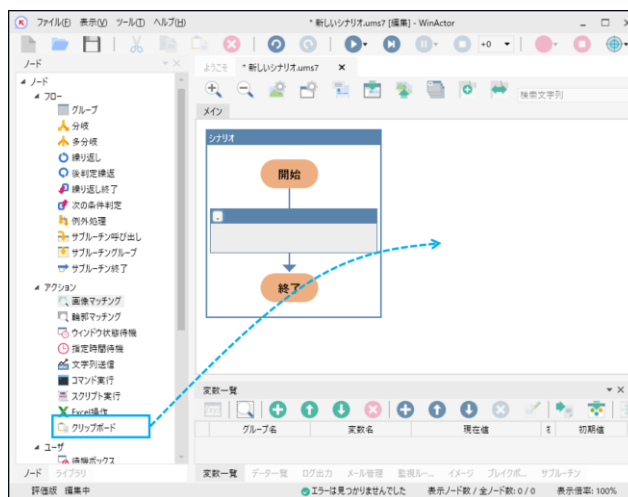 ファイル(F) 表示(V) ツール(T) ヘルプ(H)
* 新しいシナリオ.ums7 [編集] - WinActor
+0
ノード
ようこそ
* 新しいシナリオ.ums7
検索文字列
ノード
フロー
グループ
分岐
多分岐
繰り返し
後判定繰返
繰り返し終了
次の条件判定
例外処理
サブルーチン呼び出し
サブルーチングループ
サブルーチン終了
アクション
画像マッチング
輪郭マッチング
ウィンドウ状態待機
指定時間待機
文字列送信
コマンド実行
スクリプト実行
Excel操作
クリップボード
ユーザ
待機ボックス
ノード ライブラリ
メイン
シナリオ
開始
終了
変数一覧
グループ名 変数名 現在値 初期値
変数一覧 データ一覧 ログ出力 メール管理 監視ルー... イメージ ブレイクポ... サブルーチン
評価版 編集中
エラーは見つかりませんでした 表示ノード数 / 全ノード数: 0 / 0 表示倍率: 100%